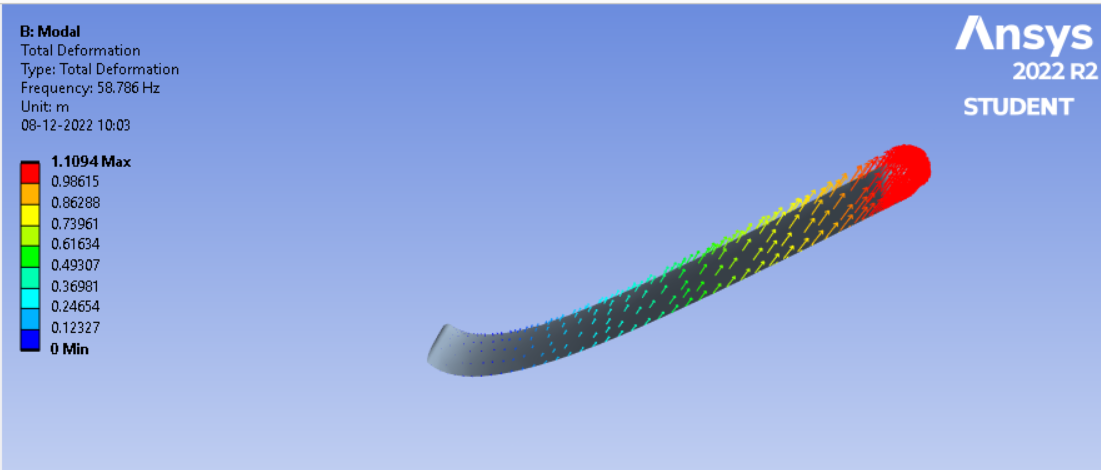 B: Modal
Total Deformation
Type: Total Deformation
Frequency: 58.786 Hz
Unit: m
08-12-2022 10:03
1.1094 Max
0.98615
0.86288
0.73961
0.61634
0.49307
0.36981
0.24654
0.12327
0 Min
Ansys
2022 R2
STUDENT